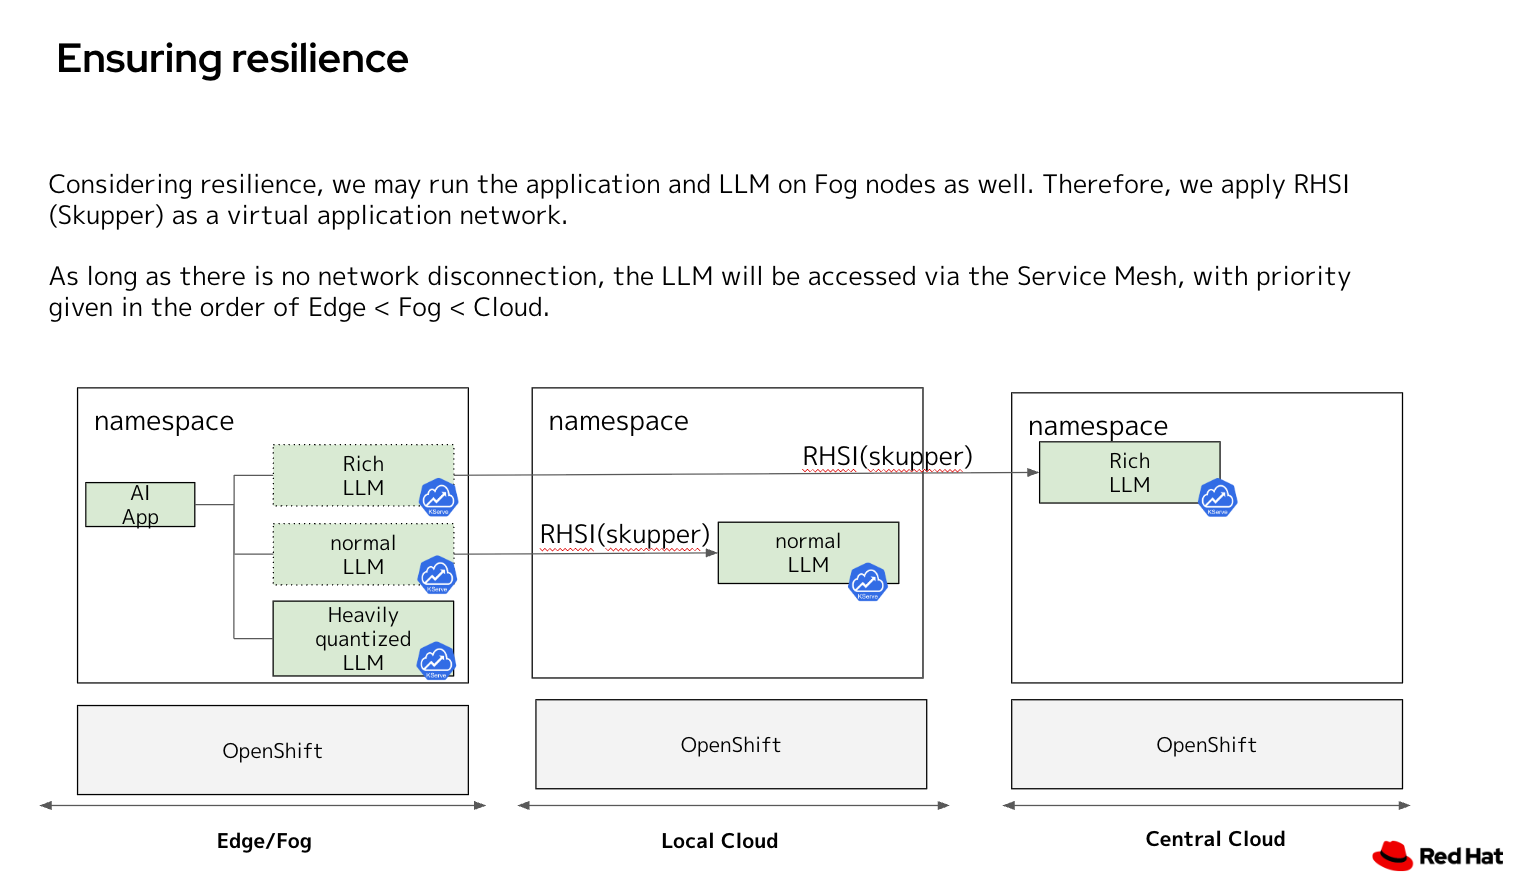 Ensuring resilience
Considering resilience, we may run the application and LLM on Fog nodes as well. Therefore, we apply RHSI
(Skupper) as a virtual application network.
As long as there is no network disconnection, the LLM will be accessed via the Service Mesh, with priority
given in the order of Edge < Fog < Cloud.
namespace
AI
App
Rich
LLM
KServe
normal
LLM
KServe
Heavily
quantized
LLM
KServe
OpenShift
Edge/Fog
namespace
RHSI(skupper)
RHSI(skupper)
normal
LLM
KServe
OpenShift
Local Cloud
namespace
Rich
LLM
KServe
OpenShift
Central Cloud
Red Hat